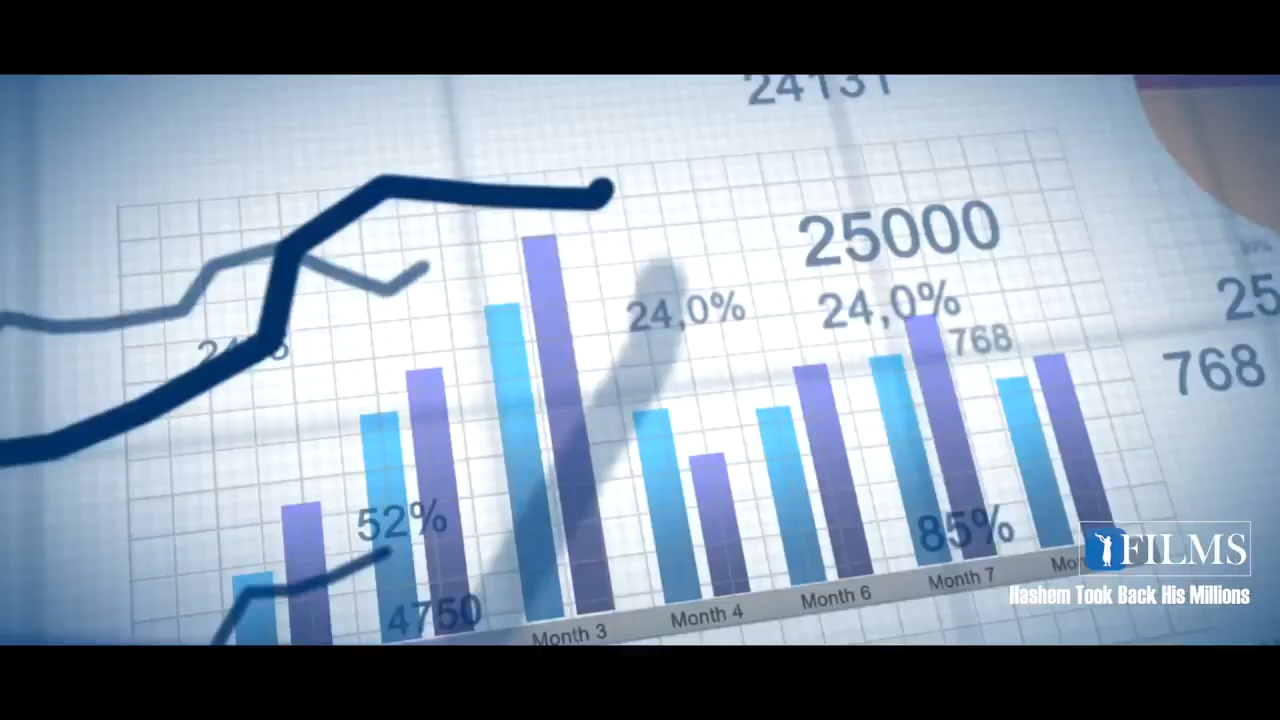 24131
25000
24,0%
24,0%
768
25
768
52%
85%
4750
Month 3
Month 4
Month 6
Month 7
FILMS
Hashem Took Back His Millions